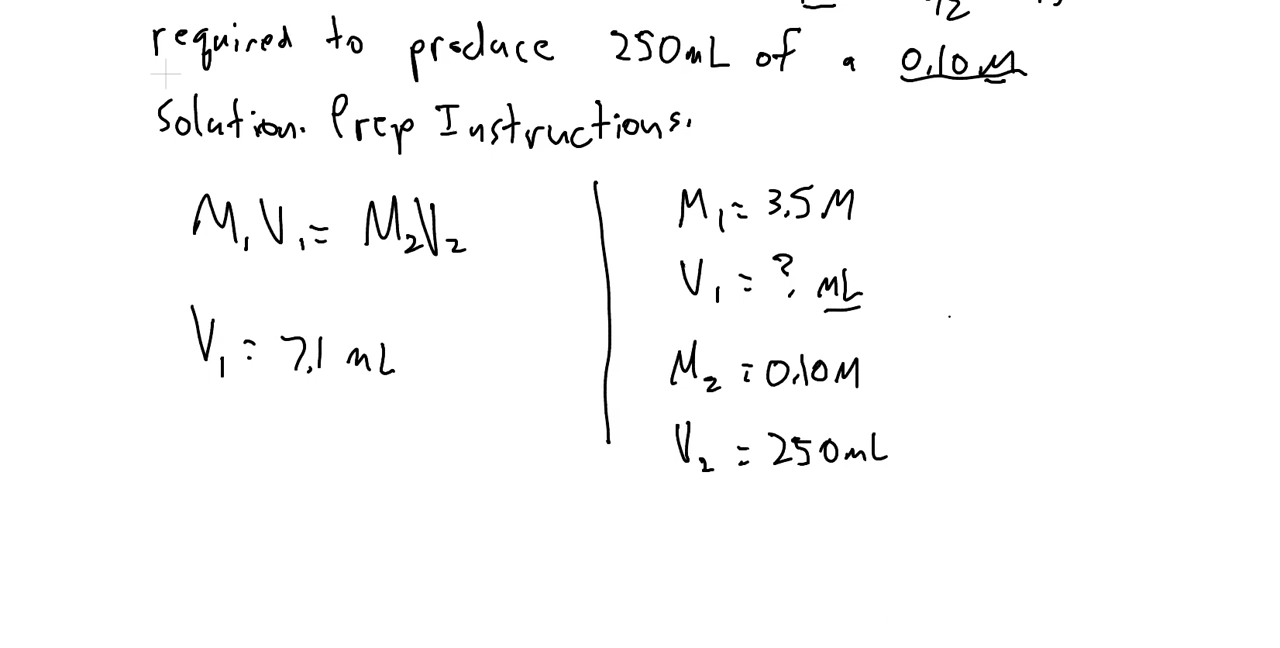 required to produce 250mL of a 0.10M
Solution. Prep Instructions.
M₁V₁ = M₂V₂
V₁ = 7.1 mL
M₁ = 3.5M
V₁ = ? mL
M₂ = 0.10M
V₂ = 250mL